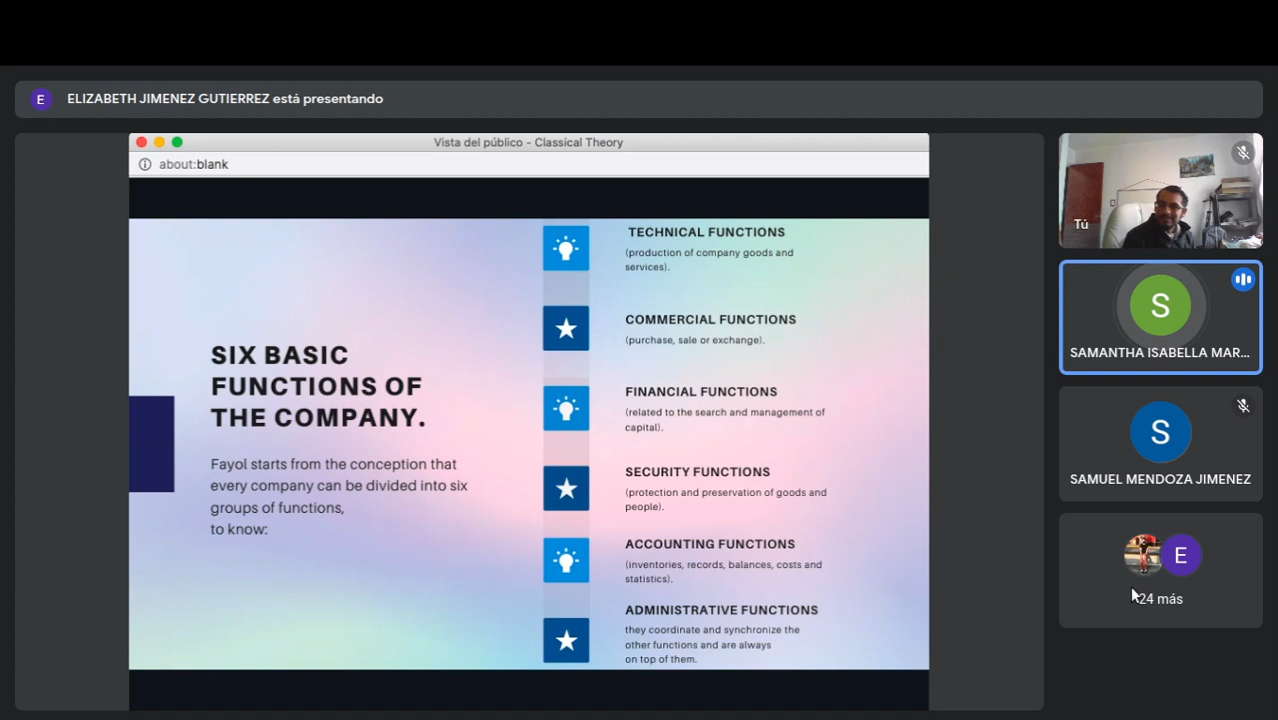 E ELIZABETH JIMENEZ GUTIERREZ está presentando
Vista del público - Classical Theory
about:blank
SIX BASIC
FUNCTIONS OF
THE COMPANY.
Fayol starts from the conception that
every company can be divided into six
groups of functions,
to know:
TECHNICAL FUNCTIONS
(production of company goods and
services).
COMMERCIAL FUNCTIONS
(purchase, sale or exchange).
FINANCIAL FUNCTIONS
(related to the search and management of
capital).
SECURITY FUNCTIONS
(protection and preservation of goods and
people).
ACCOUNTING FUNCTIONS
(inventories, records, balances, costs and
statistics).
ADMINISTRATIVE FUNCTIONS
they coordinate and synchronize the
other functions and are always
on top of them.
Tú
S
SAMANTHA ISABELLA MAR...
S
SAMUEL MENDOZA JIMENEZ
E
24 más